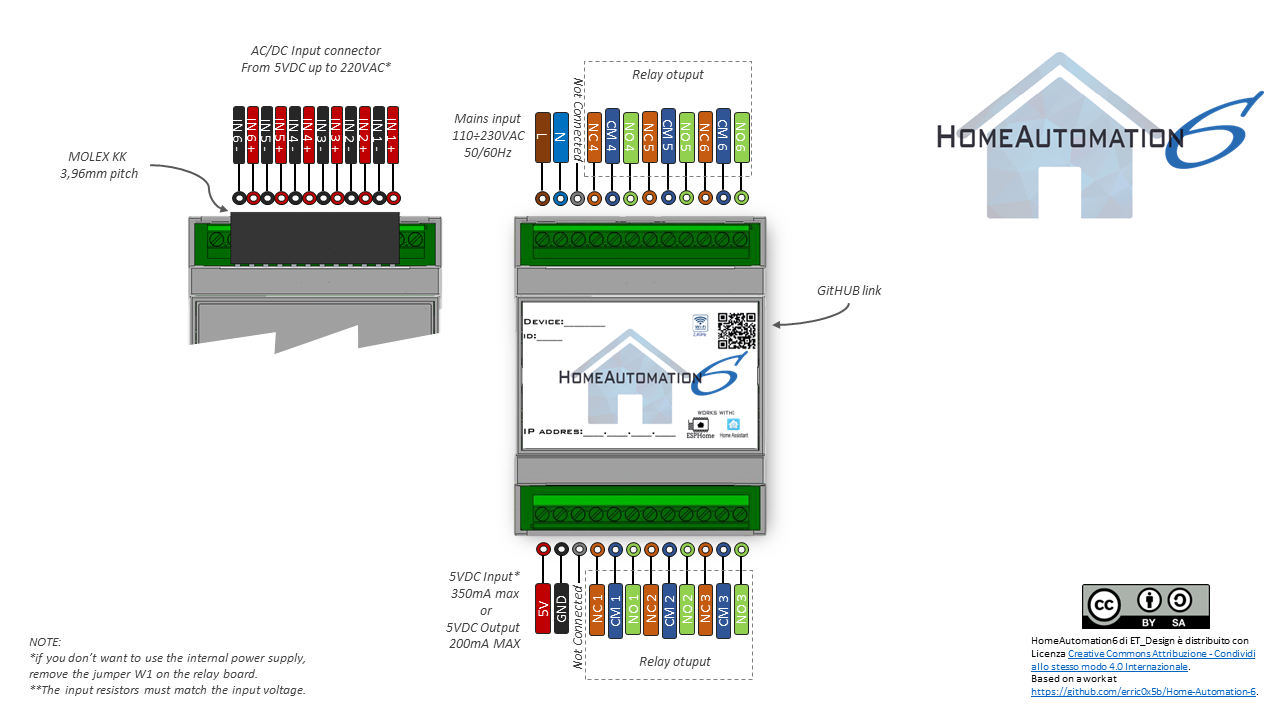 AC/DC Input connector
From 5VDC up to 220VAC*
IN 6 -
IN 6 +
IN 5 -
IN 5 +
IN 4 -
IN 4 +
IN 3 -
IN 3 +
IN 2 -
IN 2 +
IN 1 -
IN 1 +
MOLEX KK
3,96mm pitch
Mains input
110÷230VAC
50/60Hz
L
N
Not Connected
Relay otuput
NC 4
CM 4
NO 4
NC 5
CM 5
NO 5
NC 6
CM 6
NO 6
HomeAutomation 6
GitHUB link
Device:______
ID:____
Wi Fi
2.4GHz
HomeAutomation 6
IP addres:___.___.___.___
WORKS WITH:
ESPHome
Home Assistant
5VDC Input*
350mA max
or
5VDC Output
200mA MAX
5V
GND
Not Connected
NC 1
CM 1
NO 1
NC 2
CM 2
NO 2
NC 3
CM 3
NO 3
Relay otuput
NOTE:
*if you don't want to use the internal power supply,
remove the jumper W1 on the relay board.
**The input resistors must match the input voltage.
cc
BY SA
HomeAutomation6 di ET_Design è distribuito con
Licenza Creative Commons Attribuzione - Condividi
allo stesso modo 4.0 Internazionale.
Based on a work at
https://github.com/erric0x5b/Home-Automation-6.